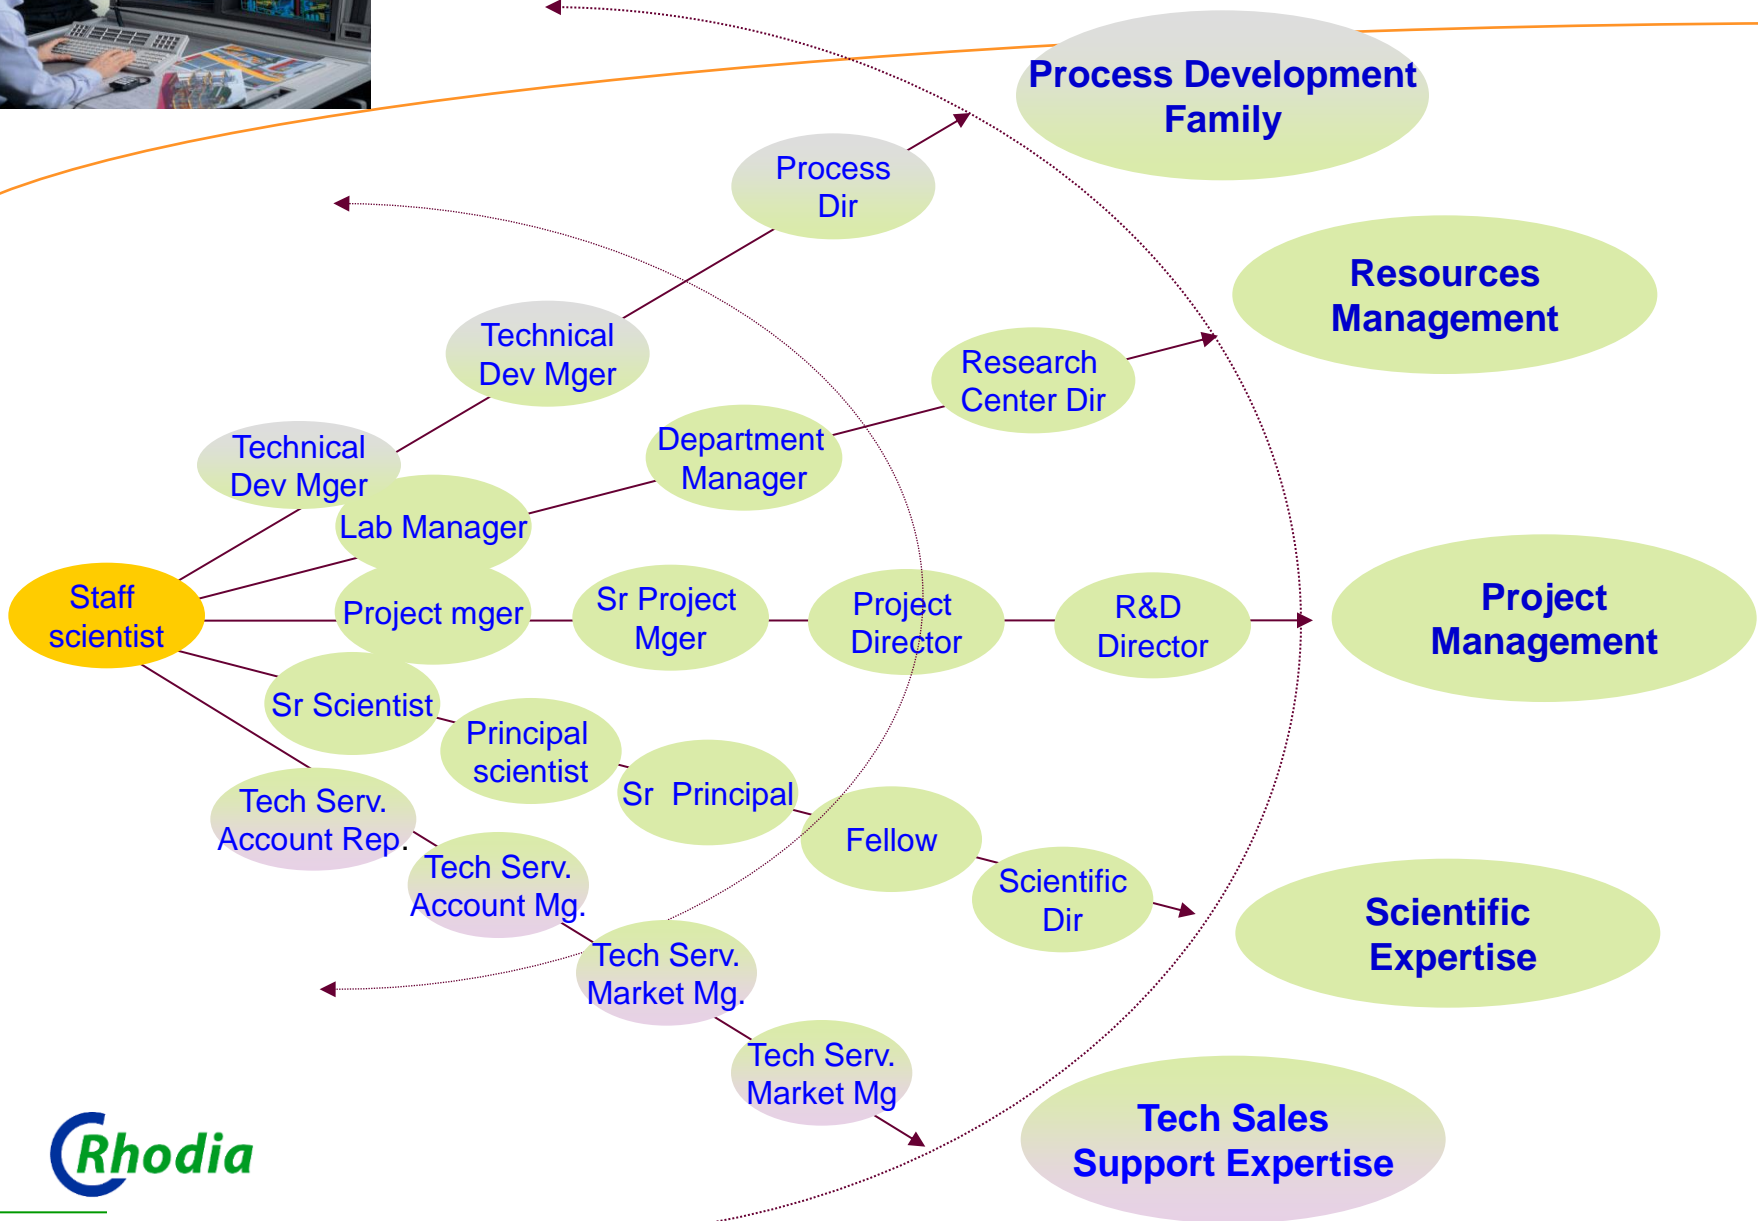 Process Development
Family
Process
Dir
Resources
Management
Technical
Dev Mger
Research
Center Dir
Department
Manager
Technical
Dev Mger
Lab Manager
Staff
scientist
Project mger
Sr Project
Mger
Project
Director
R&D
Director
Project
Management
Sr Scientist
Principal
scientist
Sr Principal
Fellow
Scientific
Dir
Scientific
Expertise
Tech Serv.
Account Rep.
Tech Serv.
Account Mg.
Tech Serv.
Market Mg.
Tech Serv.
Market Mg
Tech Sales
Support Expertise
Rhodia